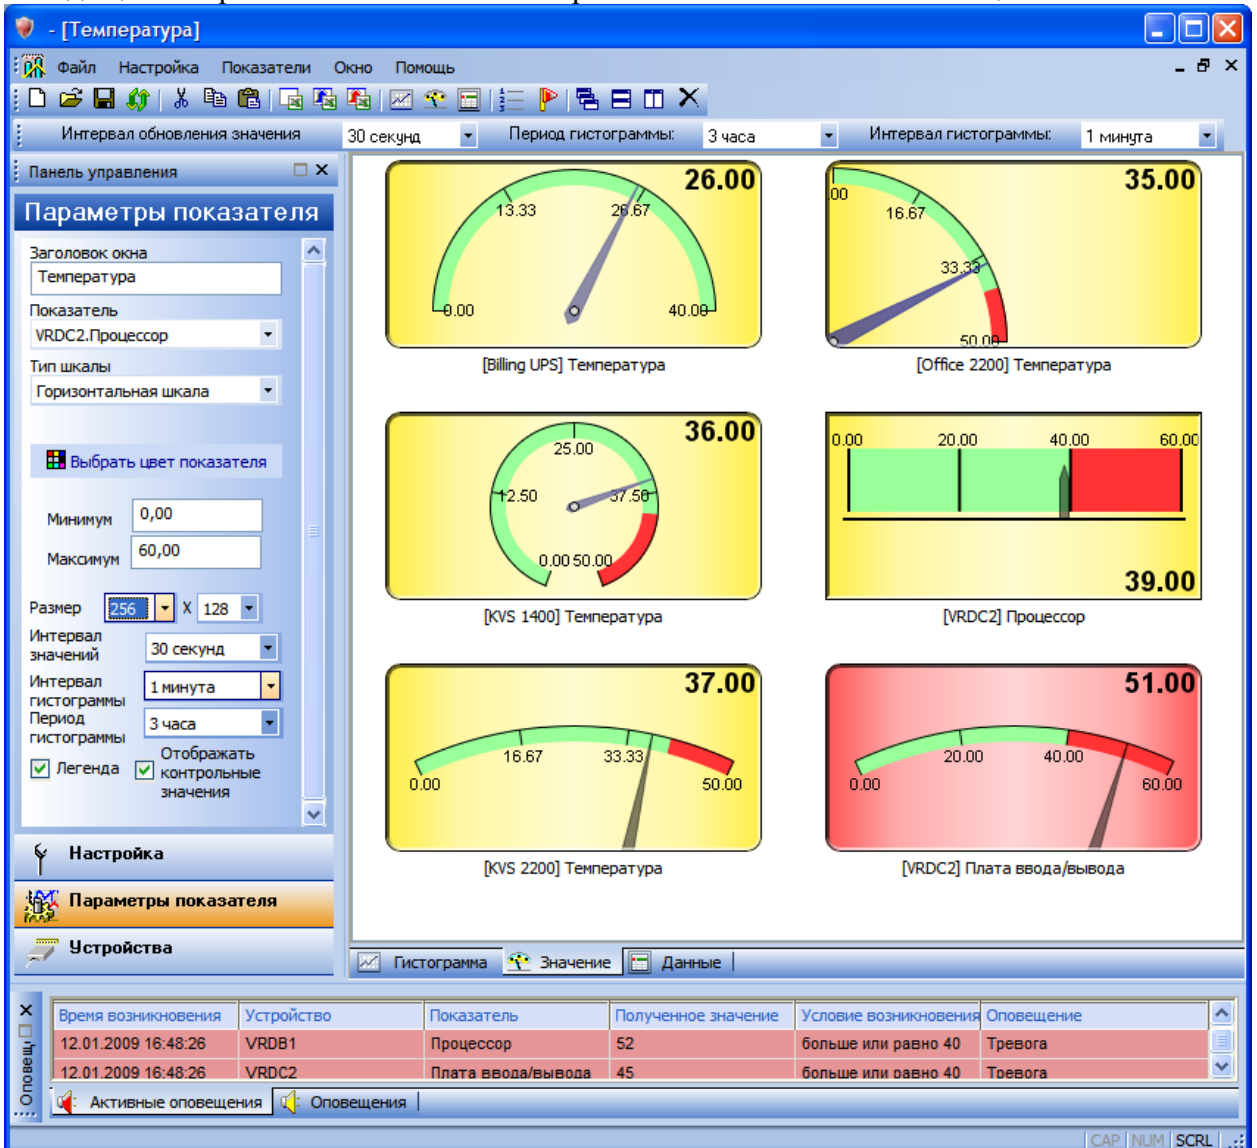 - [Температура]
Файл Настройка Показатели Окно Помощь
Интервал обновления значения 30 секунд Период гистограммы: 3 часа Интервал гистограммы: 1 минута
Панель управления
Параметры показателя
Заголовок окна
Температура
Показатель
VRDC2.Процессор
Тип шкалы
Горизонтальная шкала
Выбрать цвет показателя
Минимум 0,00
Максимум 60,00
Размер 256 X 128
Интервал
значений 30 секунд
Интервал
гистограммы 1 минута
Период
гистограммы 3 часа
Легенда
Отображать
контрольные
значения
Настройка
Параметры показателя
Устройства
26.00
13.33 26.67
0.00 40.00
[Billing UPS] Температура
35.00
.00 16.67
33.33
50.00
[Office 2200] Температура
36.00
25.00
12.50 37.50
0.00 50.00
[KVS 1400] Температура
0.00 20.00 40.00 60.00
39.00
[VRDC2] Процессор
37.00
16.67 33.33
0.00 50.00
[KVS 2200] Температура
51.00
20.00 40.00
0.00 60.00
[VRDC2] Плата ввода/вывода
Гистограмма Значение Данные
Оповещ
Время возникновения Устройство Показатель Полученное значение Условие возникновения Оповещение
12.01.2009 16:48:26 VRDB1 Процессор 52 больше или равно 40 Тревога
12.01.2009 16:48:26 VRDC2 Плата ввода/вывода 45 больше или равно 40 Тревога
Активные оповещения Оповещения
CAP NUM SCRL